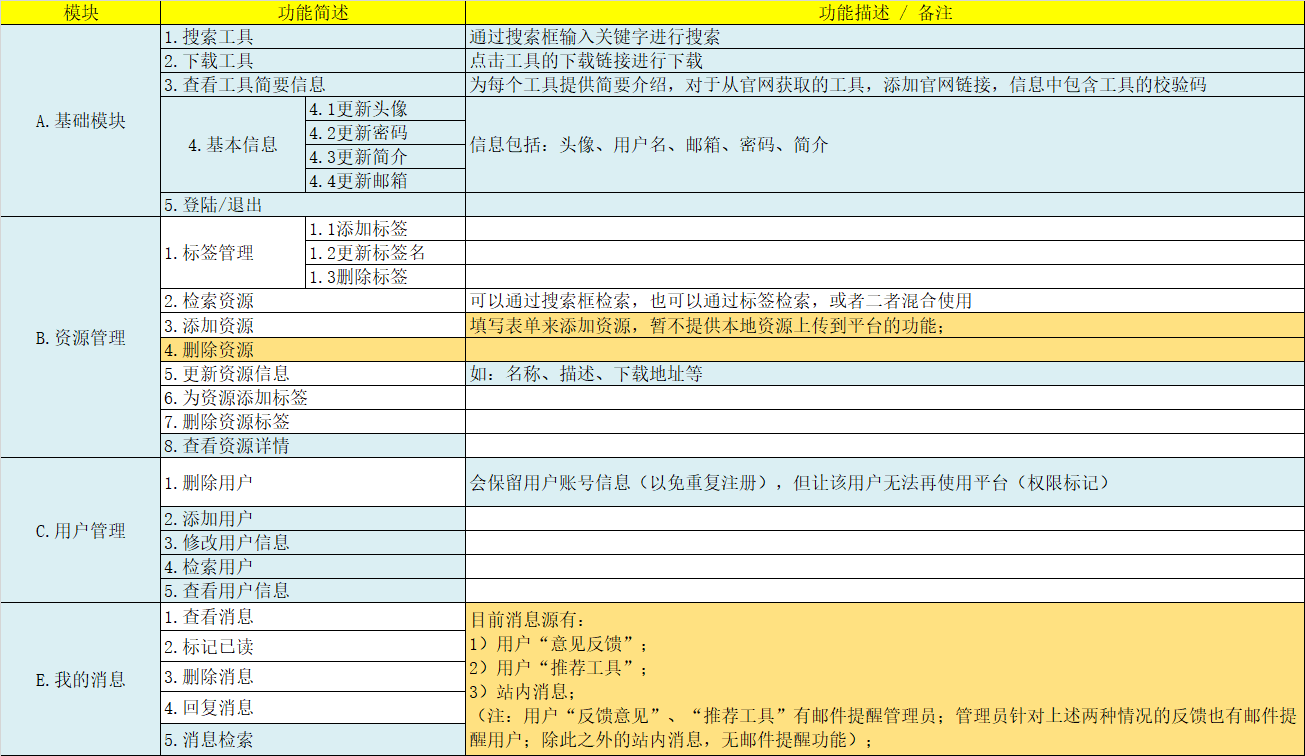 模块 功能简述 功能描述 / 备注
A.基础模块
1.搜索工具 通过搜索框输入关键字进行搜索
2.下载工具 点击工具的下载链接进行下载
3.查看工具简要信息 为每个工具提供简要介绍，对于从官网获取的工具，添加官网链接，信息中包含工具的校验码
4.基本信息
4.1更新头像
4.2更新密码
4.3更新简介
4.4更新邮箱
信息包括：头像、用户名、邮箱、密码、简介
5.登陆/退出
B.资源管理
1.标签管理
1.1添加标签
1.2更新标签名
1.3删除标签
2.检索资源 可以通过搜索框检索，也可以通过标签检索，或者二者混合使用
3.添加资源 填写表单来添加资源，暂不提供本地资源上传到平台的功能；
4.删除资源
5.更新资源信息 如：名称、描述、下载地址等
6.为资源添加标签
7.删除资源标签
8.查看资源详情
C.用户管理
1.删除用户 会保留用户账号信息（以免重复注册），但让该用户无法再使用平台（权限标记）
2.添加用户
3.修改用户信息
4.检索用户
5.查看用户信息
E.我的消息
1.查看消息
2.标记已读
3.删除消息
4.回复消息
5.消息检索
目前消息源有：
1）用户“意见反馈”；
2）用户“推荐工具”；
3）站内消息；
（注：用户“反馈意见”、“推荐工具”有邮件提醒管理员；管理员针对上述两种情况的反馈也有邮件提
醒用户；除此之外的站内消息，无邮件提醒功能）；